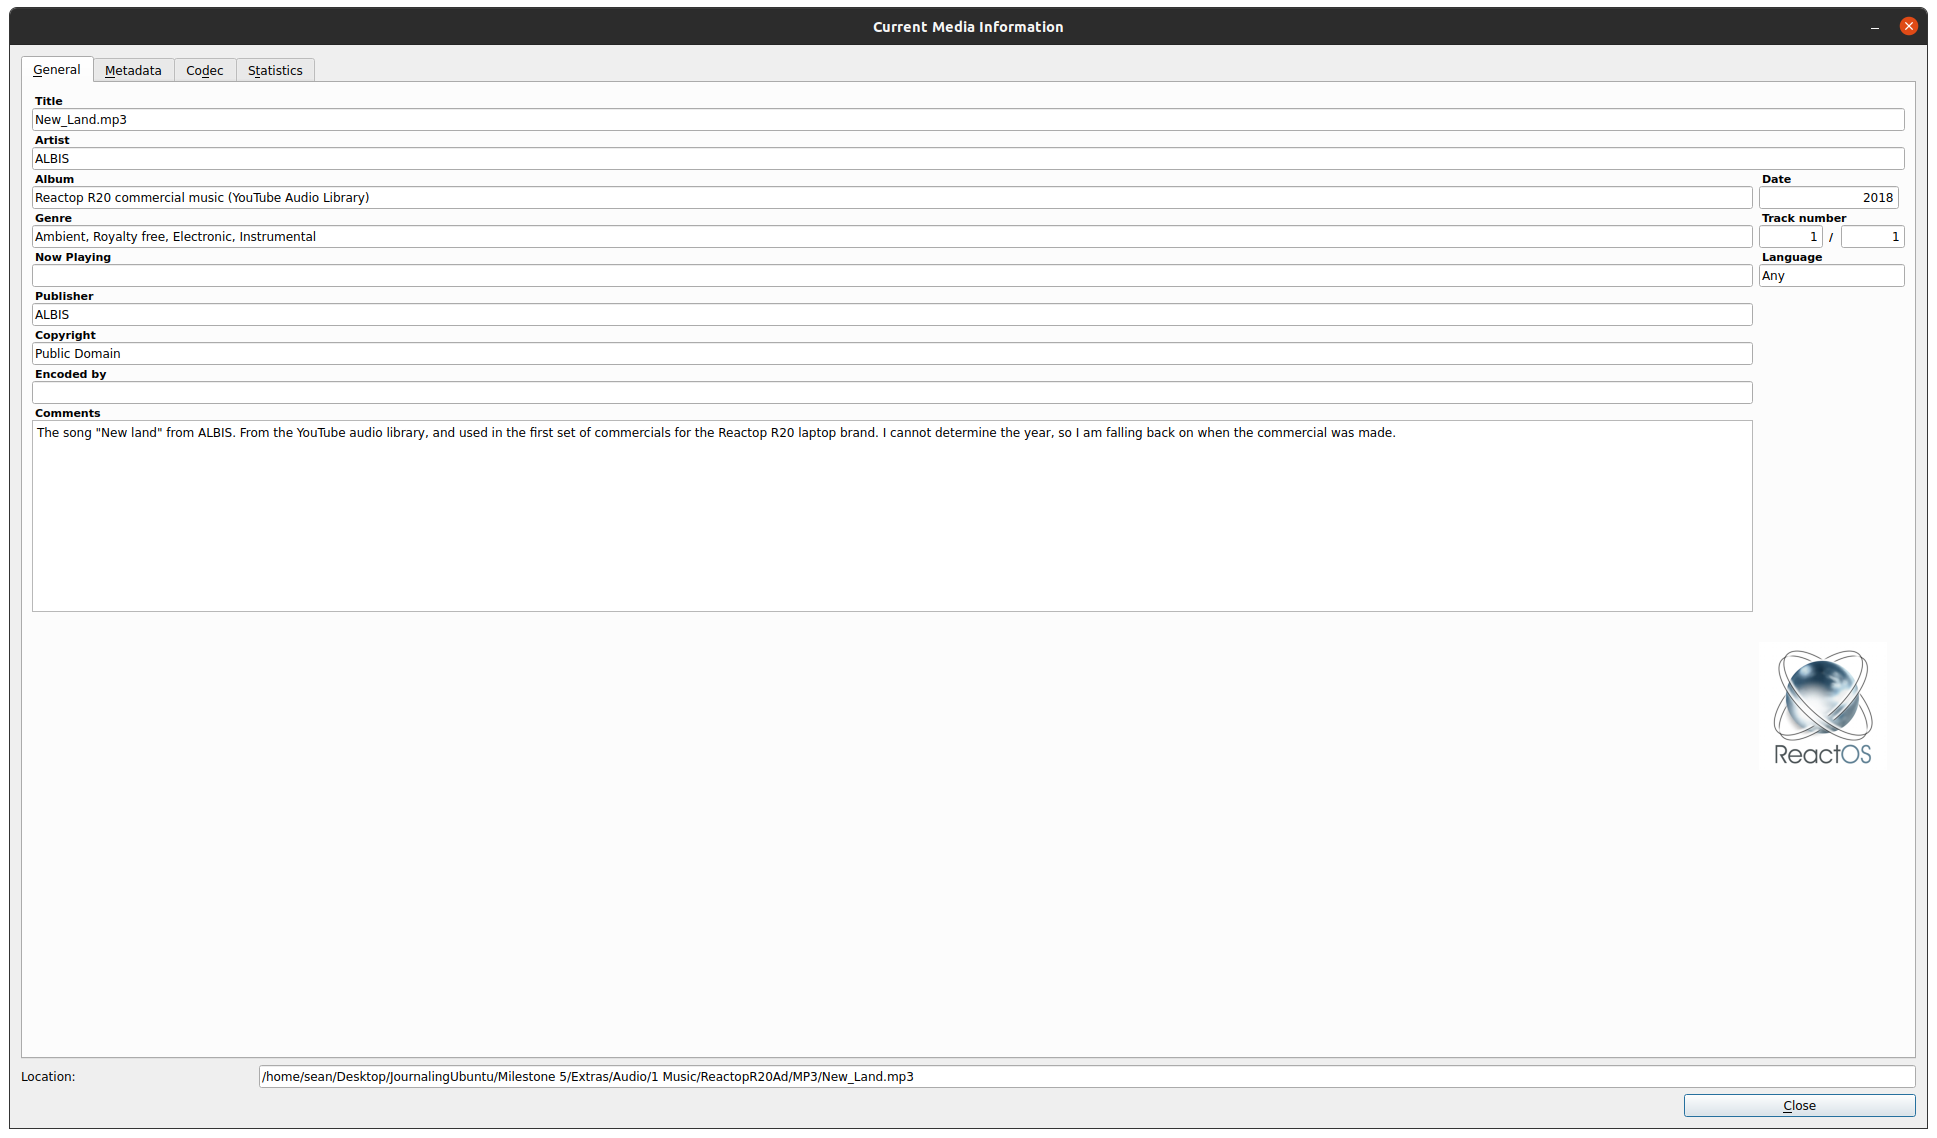 Current Media Information
General Metadata Codec Statistics
Title
New_Land.mp3
Artist
ALBIS
Album Date
Reactop R20 commercial music (YouTube Audio Library) 2018
Genre Track number
Ambient, Royalty free, Electronic, Instrumental 1 / 1
Now Playing Language
Any
Publisher
ALBIS
Copyright
Public Domain
Encoded by
Comments
The song "New land" from ALBIS. From the YouTube audio library, and used in the first set of commercials for the Reactop R20 laptop brand. I cannot determine the year, so I am falling back on when the commercial was made.
ReactOS
Location: /home/sean/Desktop/JournalingUbuntu/Milestone 5/Extras/Audio/1 Music/ReactopR20Ad/MP3/New_Land.mp3
Close